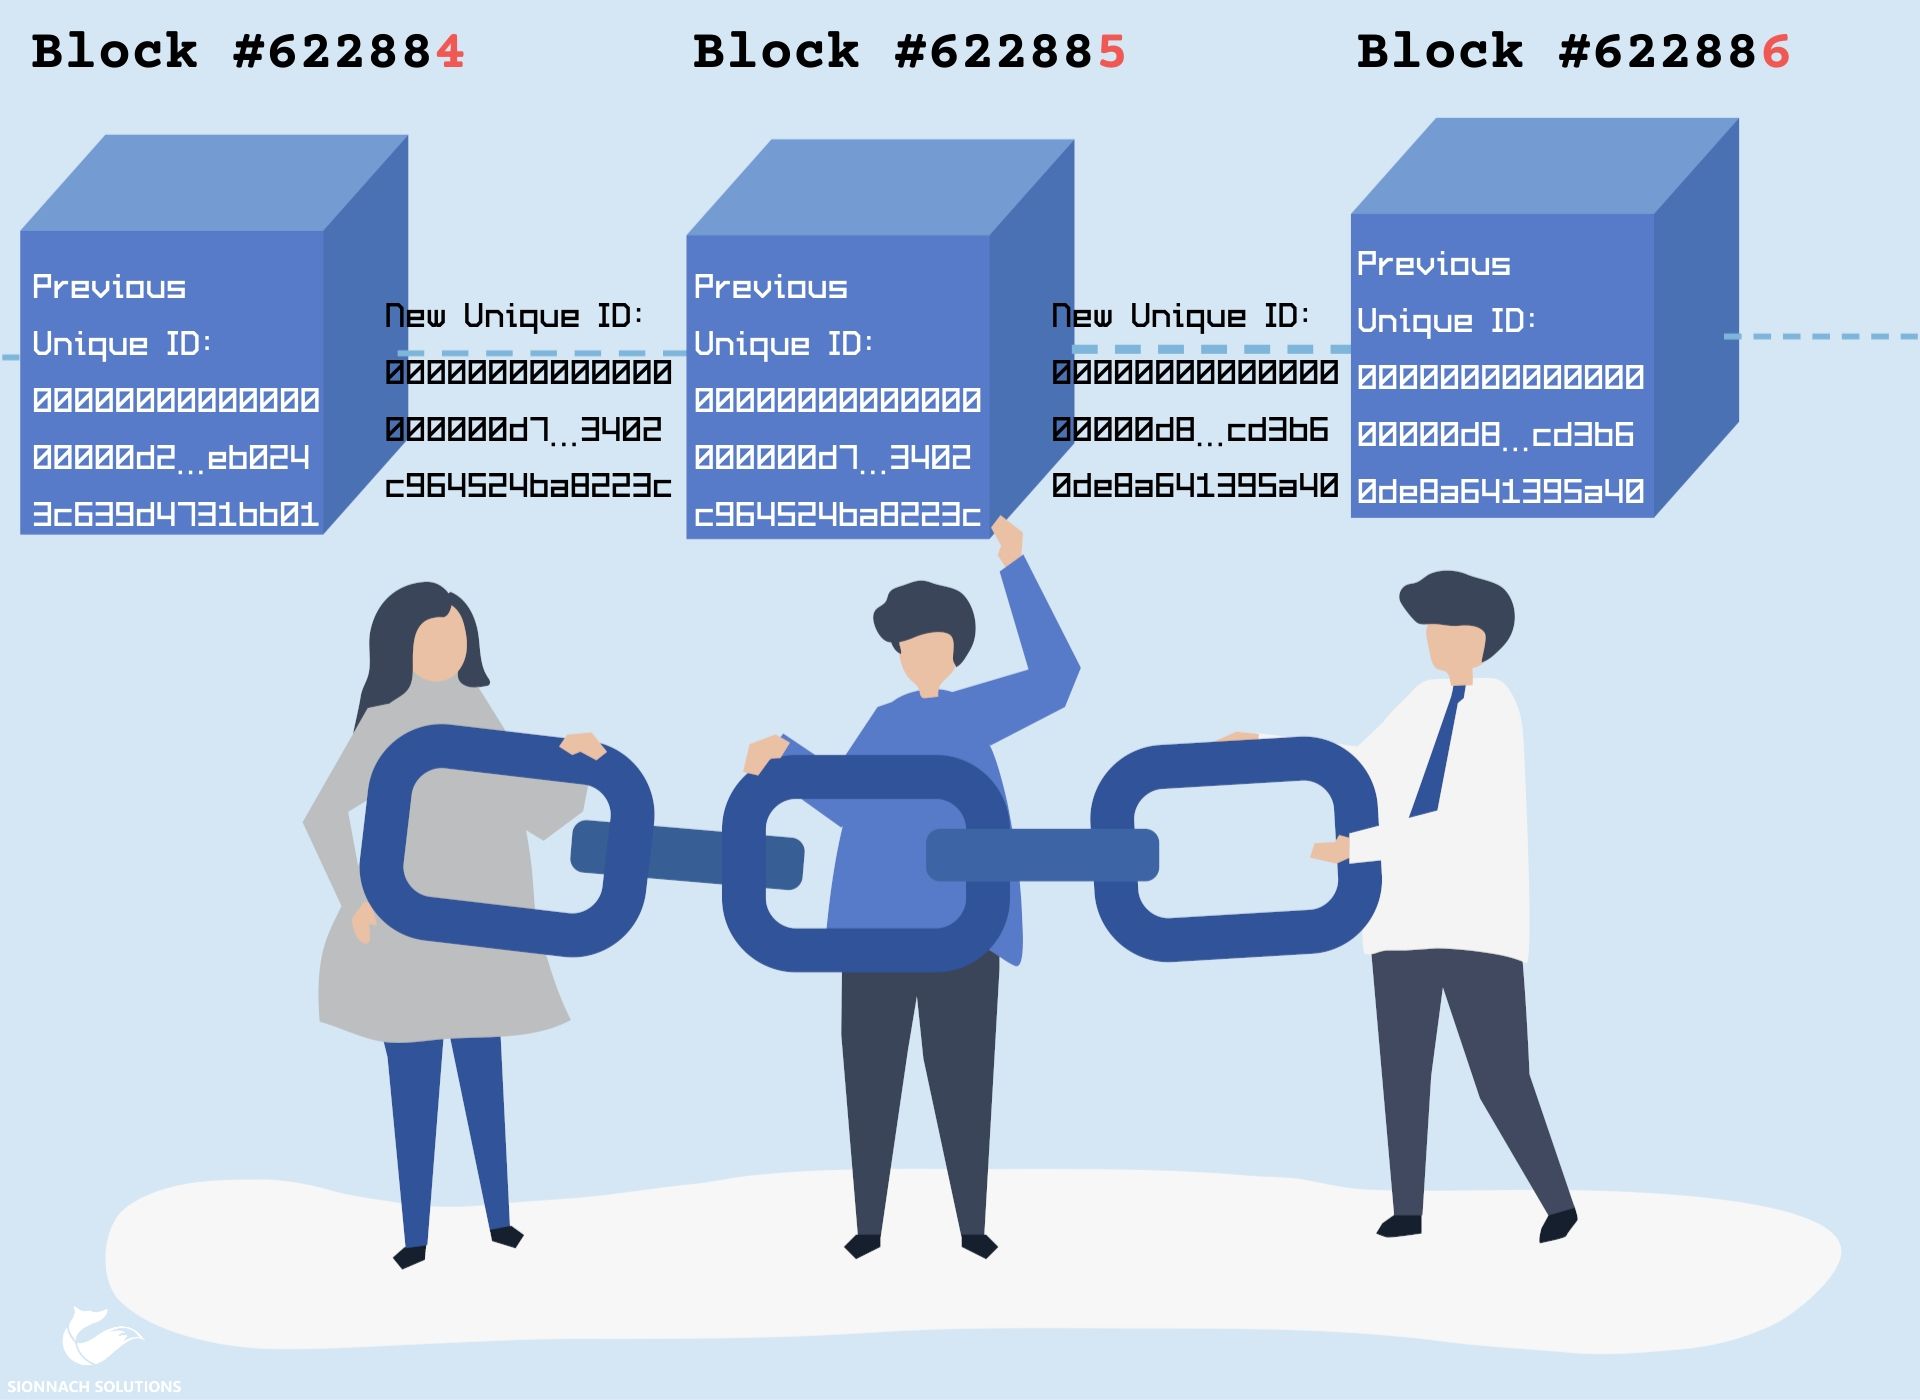 Block #622884
Block #622885
Block #622886
Previous
Unique ID:
00000000000000
00000d2...eb024
3c639d4731bb01
New Unique ID:
00000000000000
000000d7...3402
c964524ba8223c
Previous
Unique ID:
00000000000000
000000d7...3402
c964524ba8223c
New Unique ID:
00000000000000
00000d8...cd3b6
0de8a641395a40
Previous
Unique ID:
00000000000000
00000d8...cd3b6
0de8a641395a40
SIONNACH SOLUTIONS